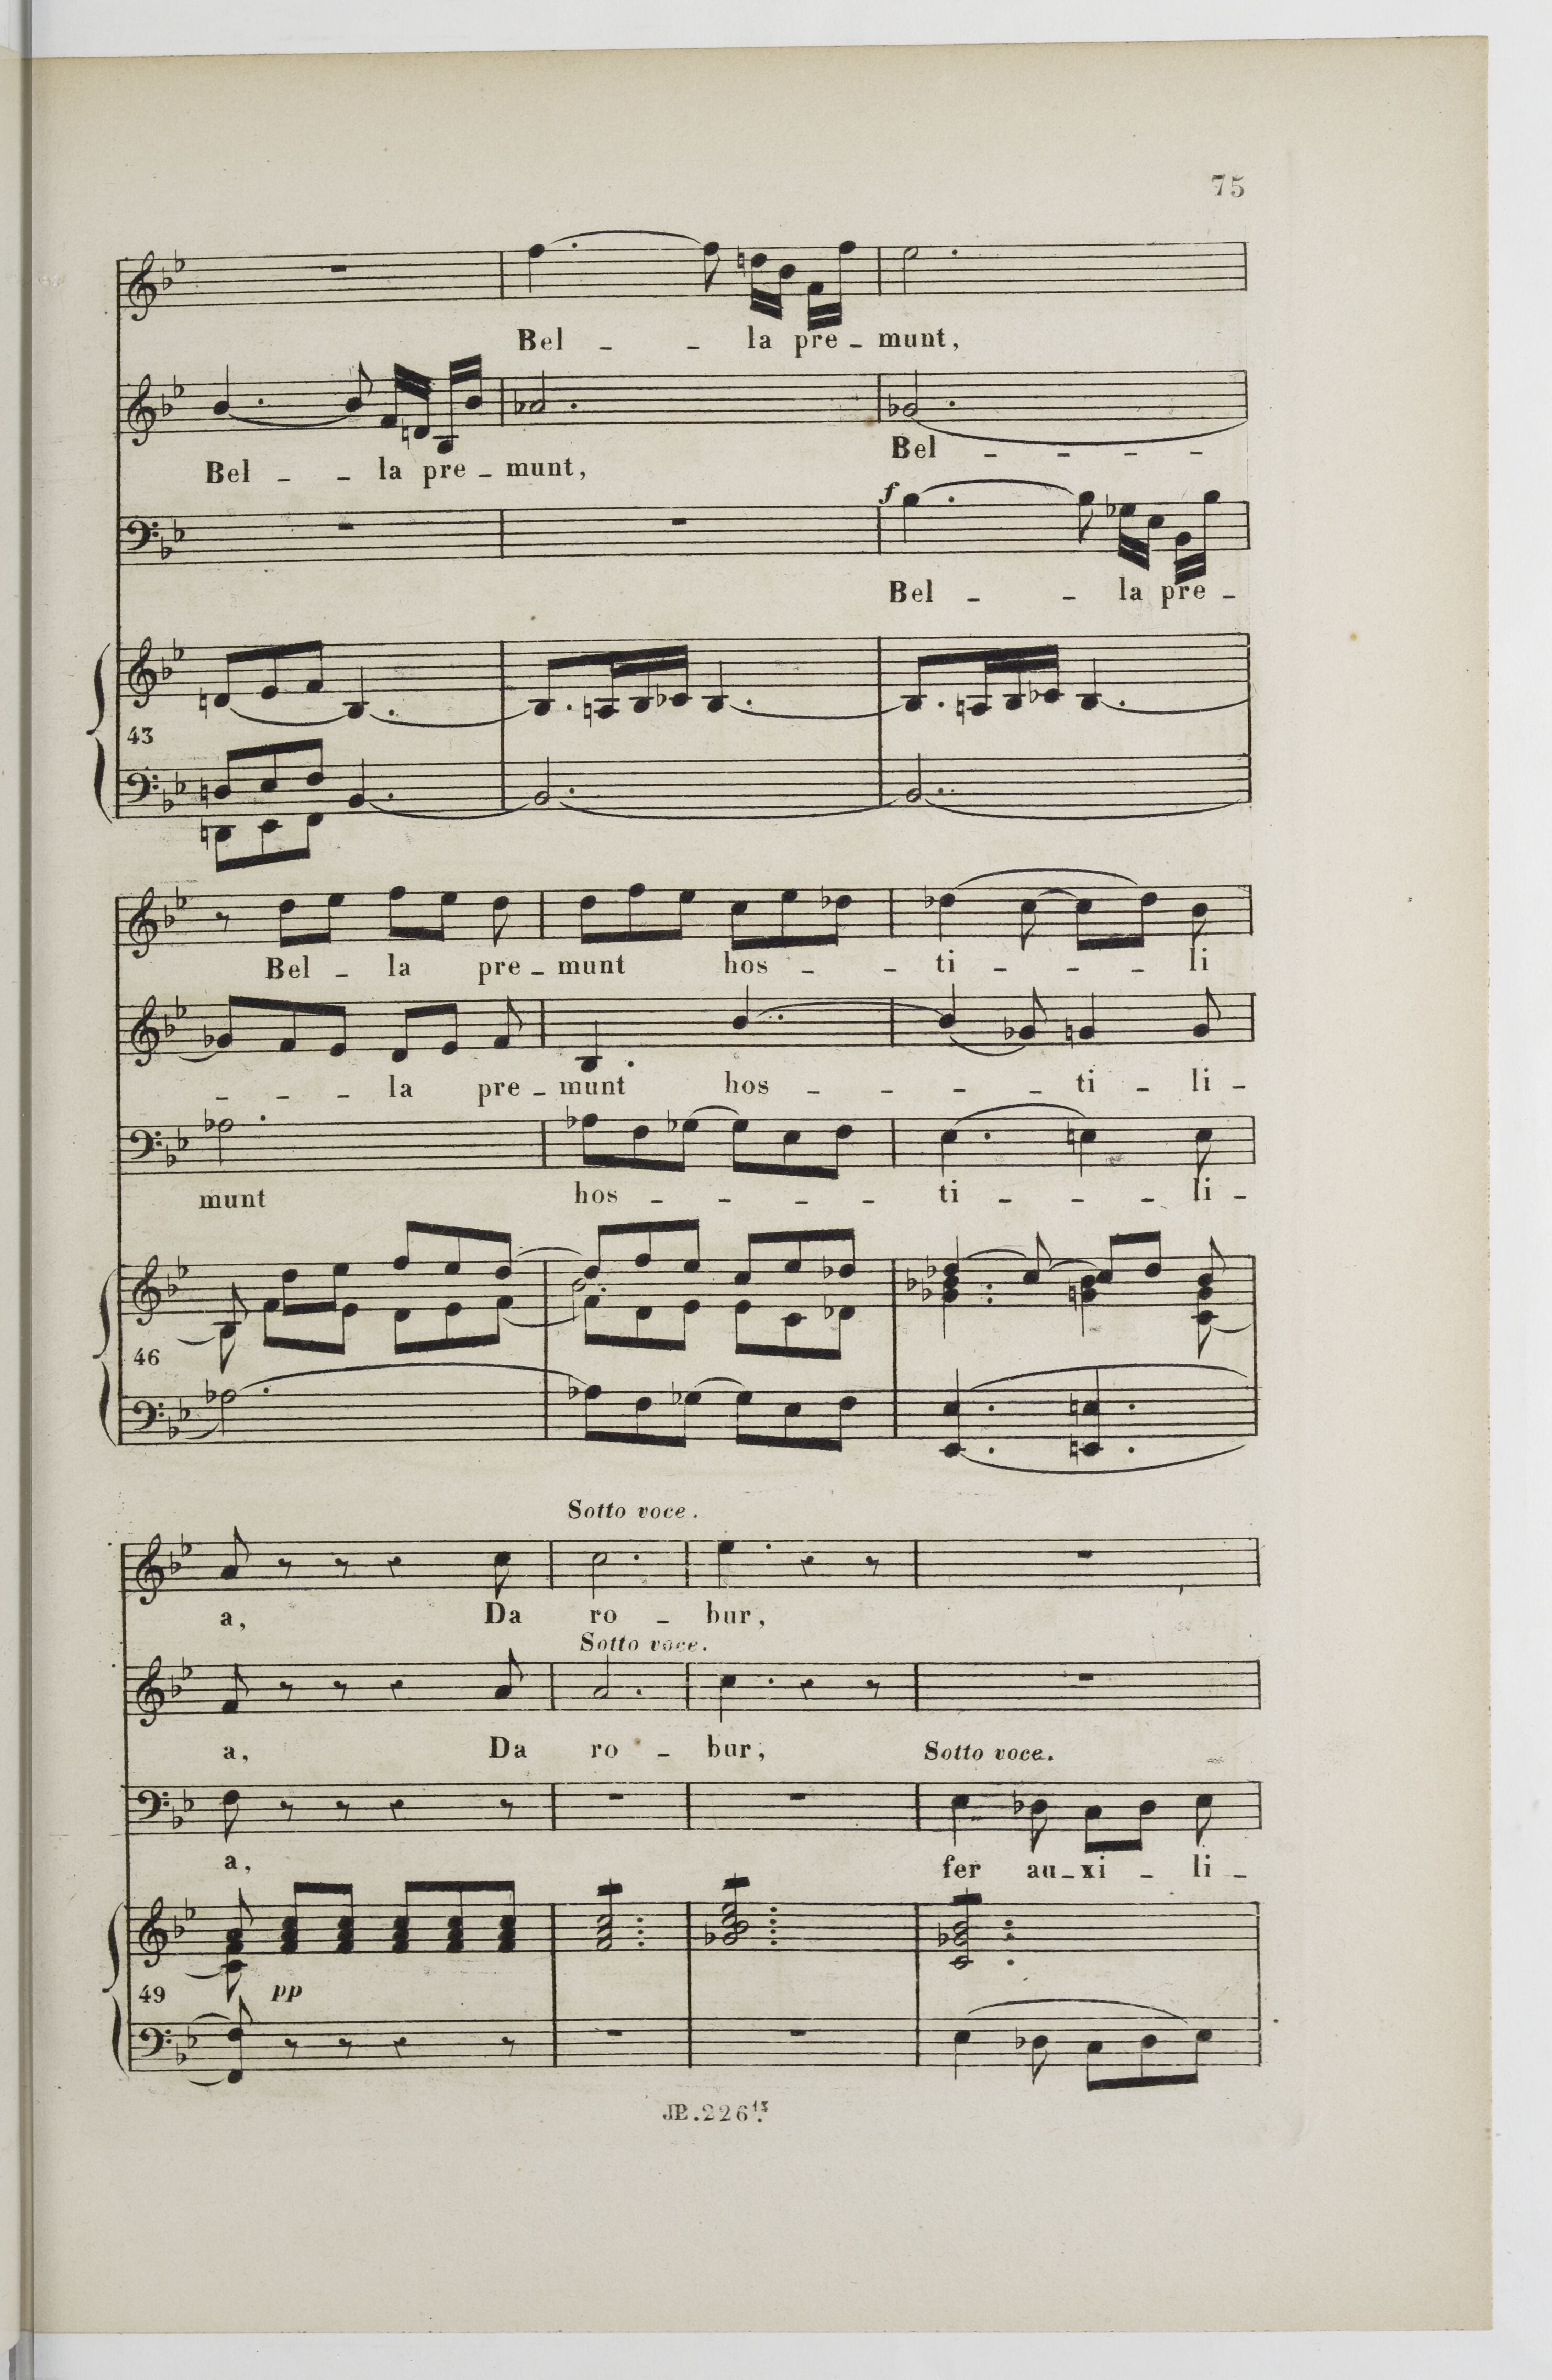 75
Bel - - la pre - munt,
Bel - - la pre - munt, Bel - - - -
f
Bel - - la pre -
43
Bel - la pre - munt hos - - ti - - - li
- - - la pre - munt hos - - - - ti - li -
munt hos - - - - ti - - - li -
46
Sotto voce.
a, Da ro - bur,
Sotto voce.
a, Da ro - bur,
Sotto voce.
a, fer au - xi - li -
49 pp
JB. 226¹³.